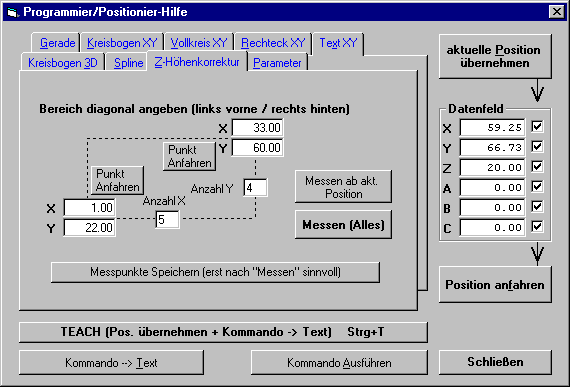 Programmier/Positionier-Hilfe
Gerade Kreisbogen XY Vollkreis XY Rechteck XY Text XY
Kreisbogen 3D Spline Z-Höhenkorrektur Parameter
Bereich diagonal angeben (links vorne / rechts hinten)
X 33.00
Y 60.00
Punkt
Anfahren
Punkt
Anfahren
Anzahl Y 4
Anzahl X
5
X 1.00
Y 22.00
Messen ab akt.
Position
Messen (Alles)
Messpunkte Speichern (erst nach "Messen" sinnvoll)
aktuelle Position
übernehmen
Datenfeld
X 59.25
Y 66.73
Z 20.00
A 0.00
B 0.00
C 0.00
Position anfahren
TEACH (Pos. übernehmen + Kommando -> Text) Strg+T
Kommando --> Text
Kommando Ausführen
Schließen